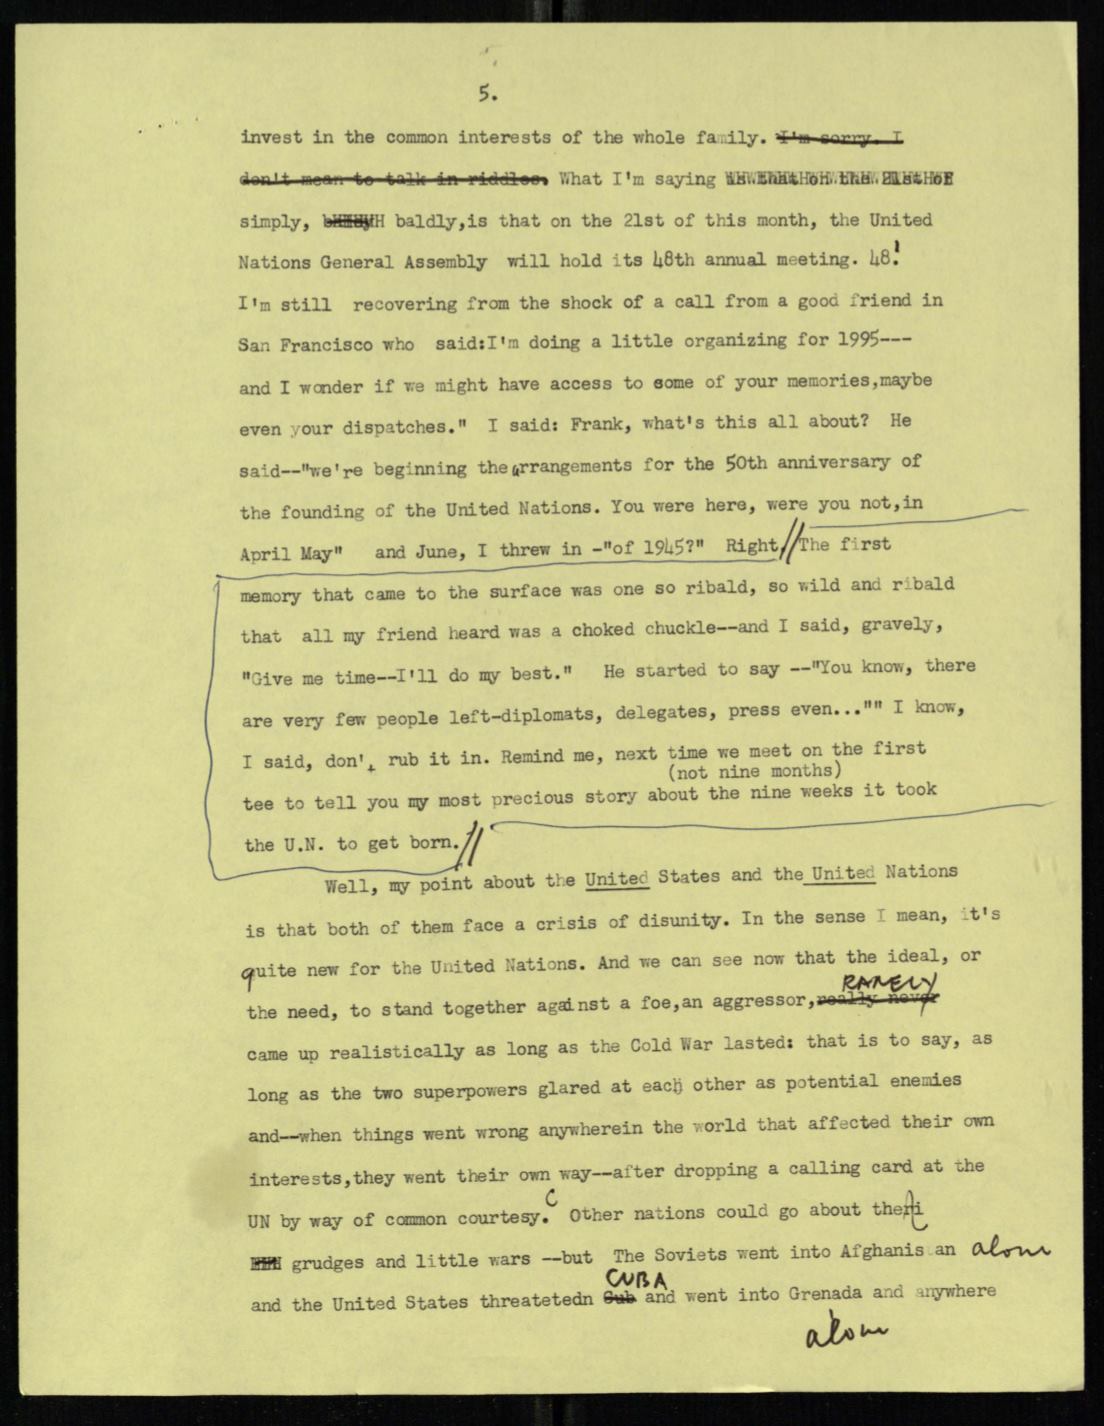 5.
invest in the common interests of the whole family. I'm sorry. I
don't mean to talk in riddles. What I'm saying
simply, baldly,is that on the 21st of this month, the United
Nations General Assembly will hold its 48th annual meeting. 48!
I'm still recovering from the shock of a call from a good friend in
San Francisco who said:I'm doing a little organizing for 1995---
and I wonder if we might have access to some of your memories,maybe
even your dispatches." I said: Frank, what's this all about? He
said--"we're beginning the arrangements for the 50th anniversary of
the founding of the United Nations. You were here, were you not,in
April May" and June, I threw in -"of 1945?" Right.//The first
memory that came to the surface was one so ribald, so wild and ribald
that all my friend heard was a choked chuckle--and I said, gravely,
"Give me time--I'll do my best." He started to say --"You know, there
are very few people left-diplomats, delegates, press even..."" I know,
I said, don't rub it in. Remind me, next time we meet on the first
(not nine months)
tee to tell you my most precious story about the nine weeks it took
the U.N. to get born.//
Well, my point about the United States and the United Nations
is that both of them face a crisis of disunity. In the sense I mean, it's
quite new for the United Nations. And we can see now that the ideal, or
RARELY
the need, to stand together against a foe,an aggressor,really never
came up realistically as long as the Cold War lasted: that is to say, as
long as the two superpowers glared at each other as potential enemies
and--when things went wrong anywherein the world that affected their own
interests,they went their own way--after dropping a calling card at the
UN by way of common courtesy. Other nations could go about
grudges and little wars --but The Soviets went into Afghanistan alone
CUBA
and the United States threatetedn Cub and went into Grenada and anywhere
alone